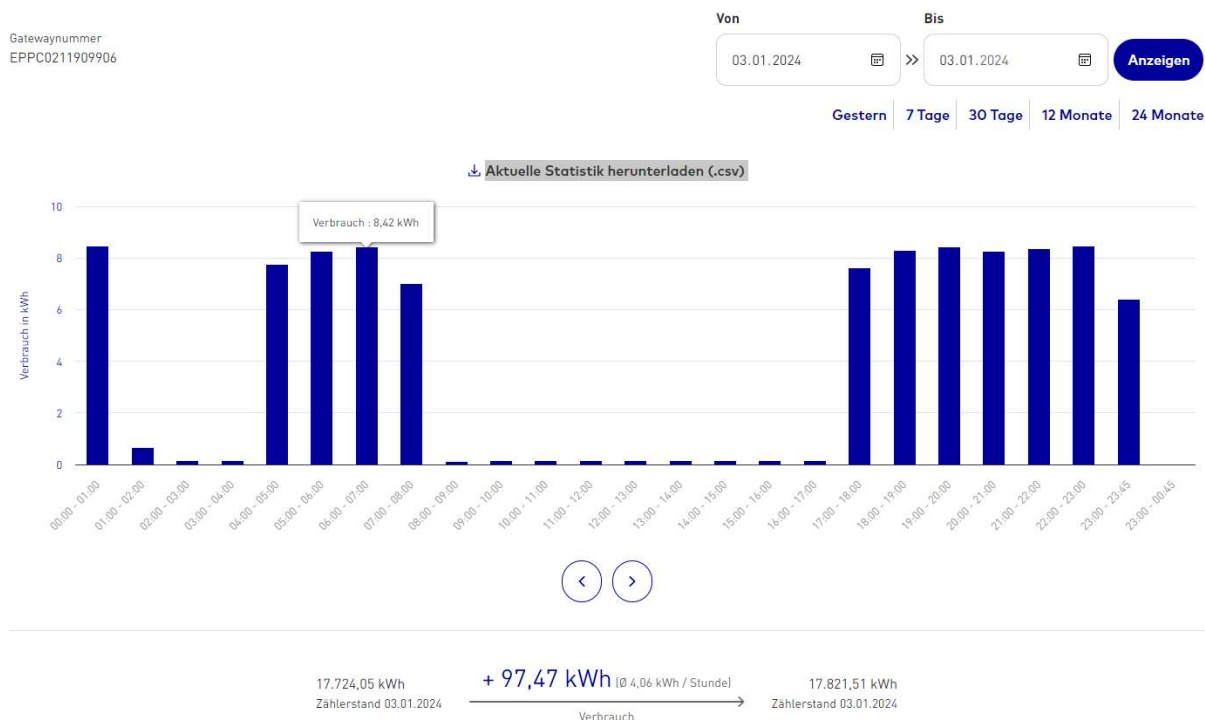 Von
Bis
Gatewaynummer
EPPC0211909906
03.01.2024
03.01.2024
Anzeigen
Gestern
7 Tage
30 Tage
12 Monate
24 Monate
Aktuelle Statistik herunterladen (.csv)
Verbrauch : 8,42 kWh
Verbrauch in kWh
10
8
6
4
2
0
00:00 - 01:00
01:00 - 02:00
02:00 - 03:00
03:00 - 04:00
04:00 - 05:00
05:00 - 06:00
06:00 - 07:00
07:00 - 08:00
08:00 - 09:00
09:00 - 10:00
10:00 - 11:00
11:00 - 12:00
12:00 - 13:00
13:00 - 14:00
14:00 - 15:00
15:00 - 16:00
16:00 - 17:00
17:00 - 18:00
18:00 - 19:00
19:00 - 20:00
20:00 - 21:00
21:00 - 22:00
22:00 - 23:00
23:00 - 23:45
23:00 - 00:45
17.724,05 kWh
Zählerstand 03.01.2024
+ 97,47 kWh (Ø 4,06 kWh / Stunde)
Verbrauch
17.821,51 kWh
Zählerstand 03.01.2024